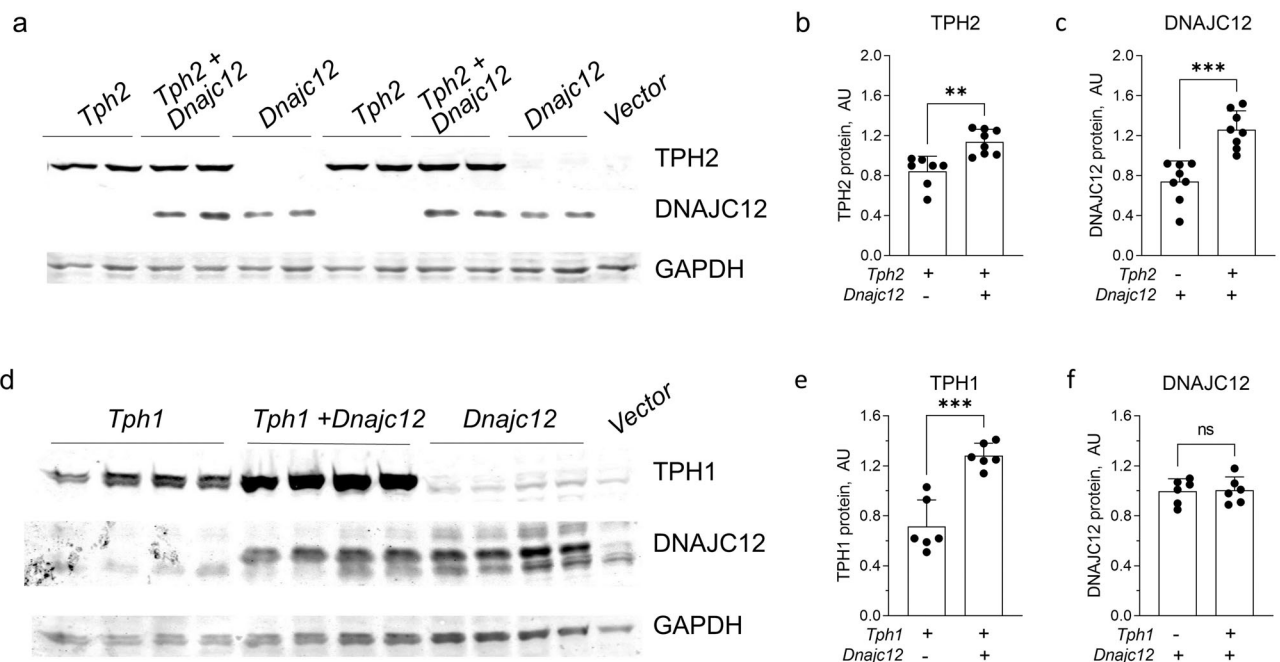 a
Tph2
Tph2 +
Dnajc12
Dnajc12
Tph2
Tph2 +
Dnajc12
Dnajc12
Vector
TPH2
DNAJC12
GAPDH
b
TPH2
**
TPH2 protein, AU
2.0
1.6
1.2
0.8
0.4
0.0
Tph2 + +
Dnajc12 - +
c
DNAJC12
***
DNAJC12 protein, AU
2.0
1.6
1.2
0.8
0.4
0.0
Tph2 - +
Dnajc12 + +
d
Tph1
Tph1 +Dnajc12
Dnajc12
Vector
TPH1
DNAJC12
GAPDH
e
TPH1
***
TPH1 protein, AU
1.6
1.2
0.8
0.4
0.0
Tph1 + +
Dnajc12 - +
f
DNAJC12
ns
DNAJC12 protein, AU
1.6
1.2
0.8
0.4
0.0
Tph1 - +
Dnajc12 + +